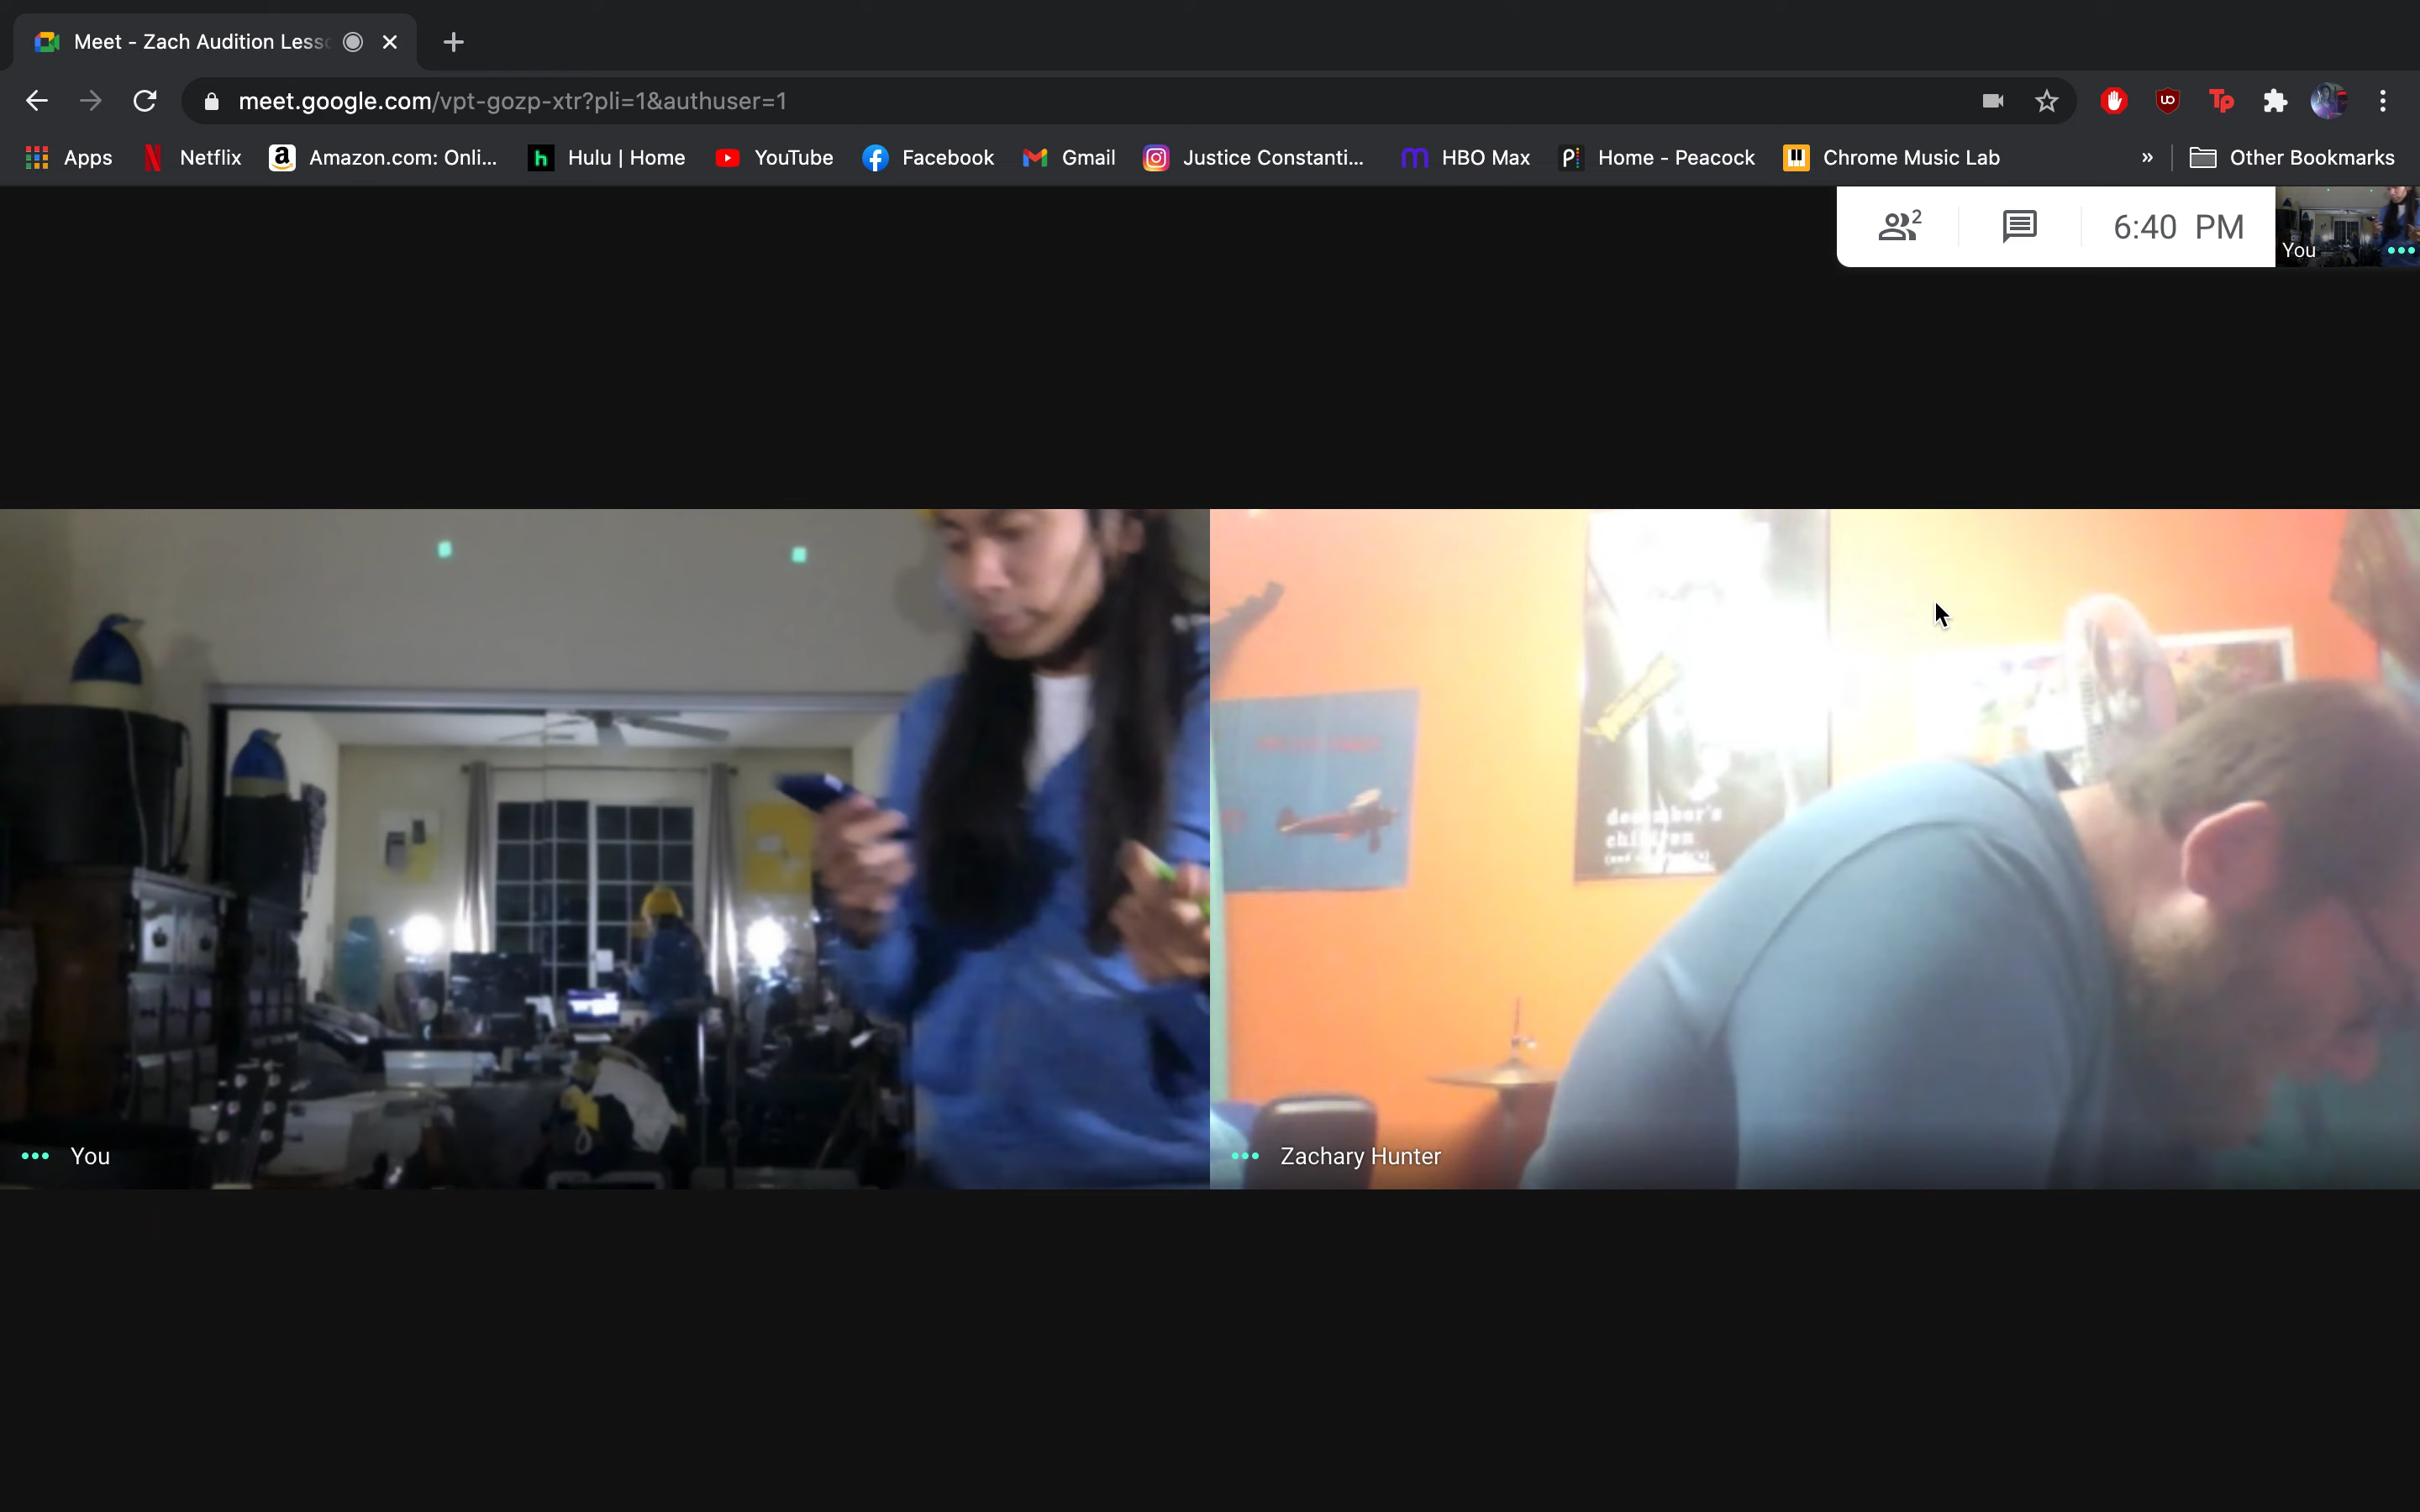 Meet - Zach Audition Less
meet.google.com/vpt-gozp-xtr?pli=1&authuser=1
Apps Netflix Amazon.com: Onli... Hulu | Home YouTube Facebook Gmail Justice Constanti... HBO Max Home - Peacock Chrome Music Lab » Other Bookmarks
2 6:40 PM
You
december's
children
You
Zachary Hunter